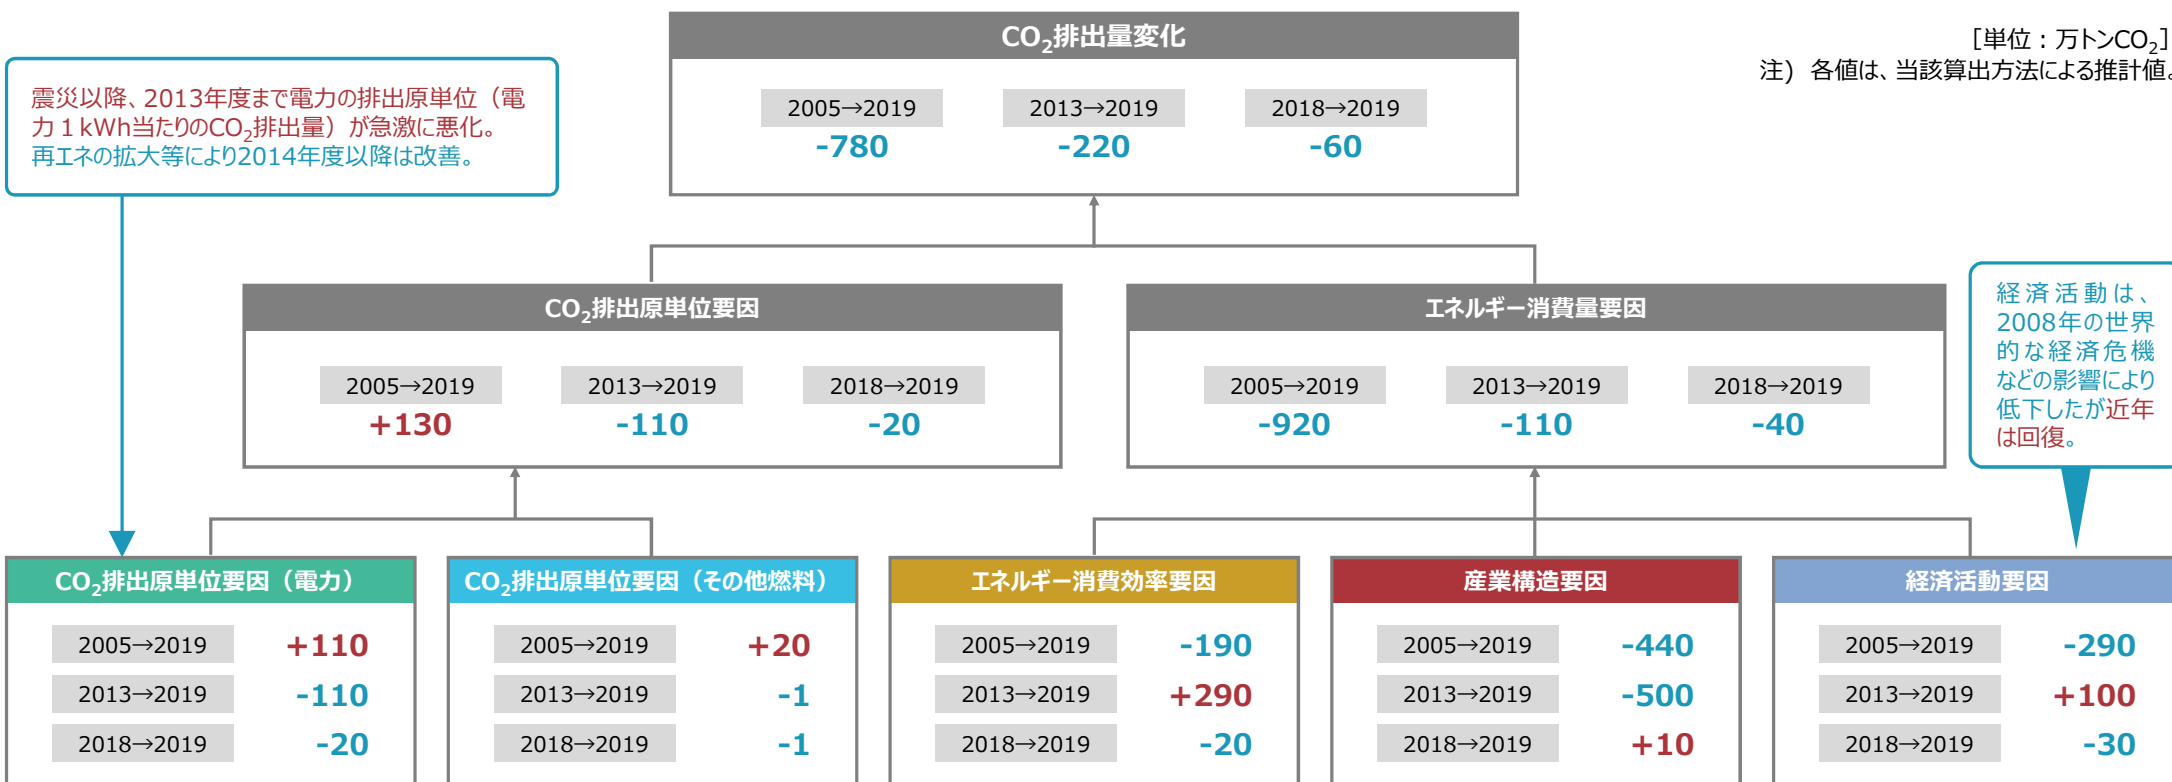 CO₂排出量変化
[単位：万トンCO₂]
注) 各値は、当該算出方法による推計値。
震災以降、2013年度まで電力の排出原単位（電
力１kWh当たりのCO₂排出量）が急激に悪化。
再エネの拡大等により2014年度以降は改善。
2005→2019 2013→2019 2018→2019
-780 -220 -60
CO₂排出原単位要因
2005→2019 2013→2019 2018→2019
+130 -110 -20
エネルギー消費量要因
2005→2019 2013→2019 2018→2019
-920 -110 -40
経済活動は、
2008年の世界
的な経済危機
などの影響により
低下したが近年
は回復。
CO₂排出原単位要因（電力）
2005→2019 +110
2013→2019 -110
2018→2019 -20
CO₂排出原単位要因（その他燃料）
2005→2019 +20
2013→2019 -1
2018→2019 -1
エネルギー消費効率要因
2005→2019 -190
2013→2019 +290
2018→2019 -20
産業構造要因
2005→2019 -440
2013→2019 -500
2018→2019 +10
経済活動要因
2005→2019 -290
2013→2019 +100
2018→2019 -30